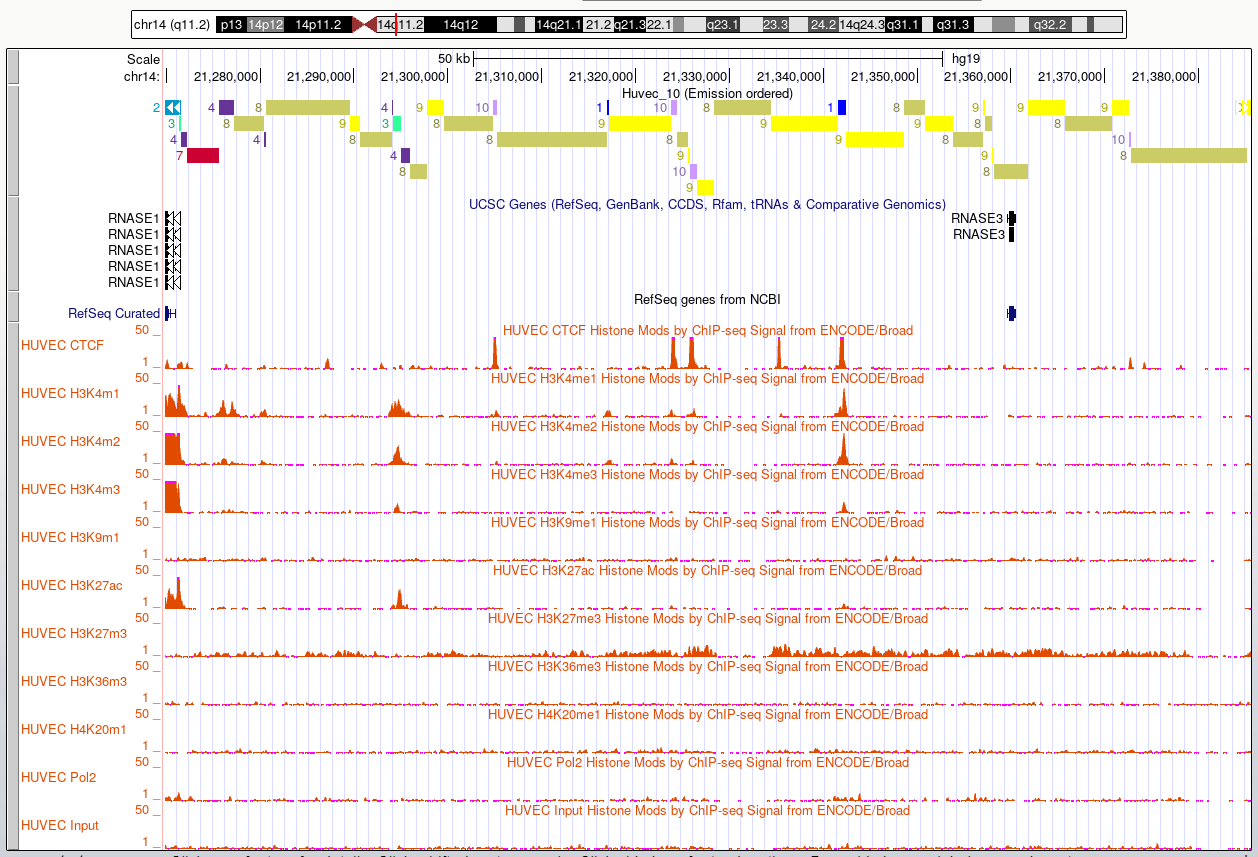 chr14 (q11.2) p13 14p12 14p11.2 14q11.2 14q12 14q21.1 21.2 q21.3 22.1 q23.1 23.3 24.2 14q24.3 q31.1 q31.3 q32.2
Scale 50 kb hg19
chr14: 21,280,000 21,290,000 21,300,000 21,310,000 21,320,000 21,330,000 21,340,000 21,350,000 21,360,000 21,370,000 21,380,000
Huvec_10 (Emission ordered)
2 4 8 4 9 10 1 10 8 1 8 9 9 9
3 8 9 3 8 9 9 9 8 8
4 4 8 8 8 9 8 10
7 4 9 9 8
8 10 8
9
UCSC Genes (RefSeq, GenBank, CCDS, Rfam, tRNAs & Comparative Genomics)
RNASE1 RNASE3
RNASE1 RNASE3
RNASE1
RNASE1
RNASE1
RefSeq genes from NCBI
RefSeq Curated
HUVEC CTCF Histone Mods by ChIP-seq Signal from ENCODE/Broad
50 _
HUVEC CTCF
1 _
HUVEC H3K4me1 Histone Mods by ChIP-seq Signal from ENCODE/Broad
50 _
HUVEC H3K4m1
1 _
HUVEC H3K4me2 Histone Mods by ChIP-seq Signal from ENCODE/Broad
50 _
HUVEC H3K4m2
1 _
HUVEC H3K4me3 Histone Mods by ChIP-seq Signal from ENCODE/Broad
50 _
HUVEC H3K4m3
1 _
HUVEC H3K9me1 Histone Mods by ChIP-seq Signal from ENCODE/Broad
50 _
HUVEC H3K9m1
1 _
HUVEC H3K27ac Histone Mods by ChIP-seq Signal from ENCODE/Broad
50 _
HUVEC H3K27ac
1 _
HUVEC H3K27me3 Histone Mods by ChIP-seq Signal from ENCODE/Broad
50 _
HUVEC H3K27m3
1 _
HUVEC H3K36me3 Histone Mods by ChIP-seq Signal from ENCODE/Broad
50 _
HUVEC H3K36m3
1 _
HUVEC H4K20me1 Histone Mods by ChIP-seq Signal from ENCODE/Broad
50 _
HUVEC H4K20m1
1 _
HUVEC Pol2 Histone Mods by ChIP-seq Signal from ENCODE/Broad
50 _
HUVEC Pol2
1 _
HUVEC Input Histone Mods by ChIP-seq Signal from ENCODE/Broad
50 _
HUVEC Input
1 _